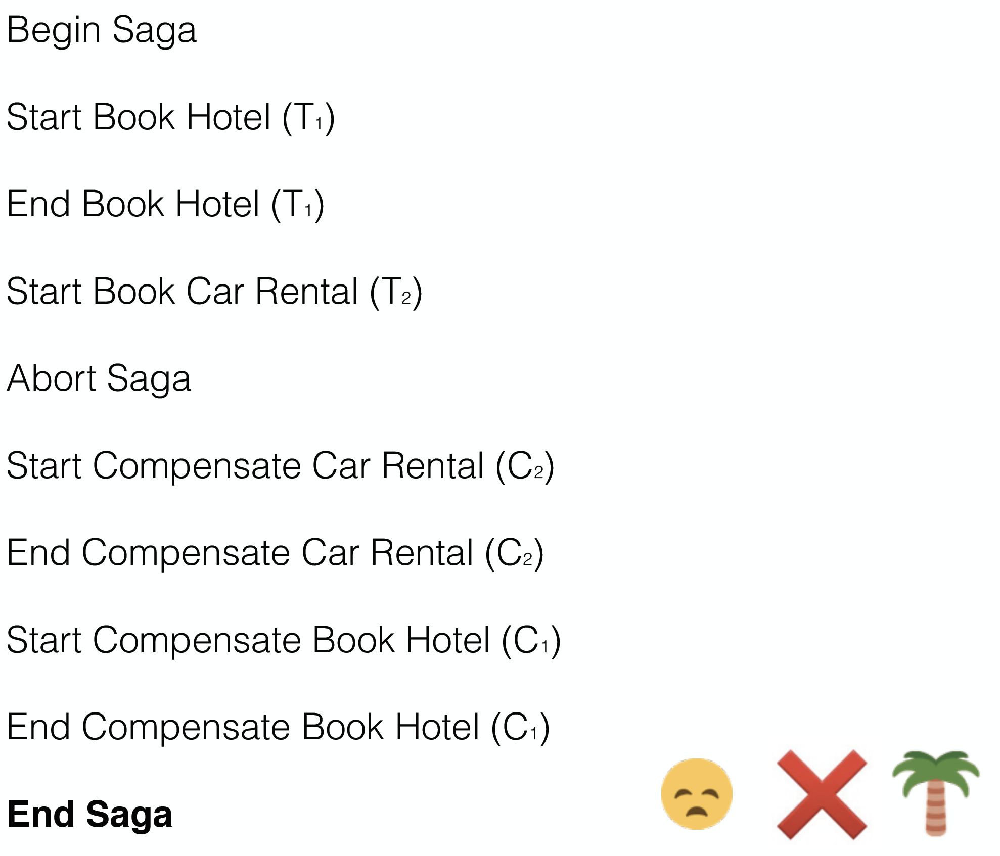 Begin Saga
Start Book Hotel (T₁)
End Book Hotel (T₁)
Start Book Car Rental (T₂)
Abort Saga
Start Compensate Car Rental (C₂)
End Compensate Car Rental (C₂)
Start Compensate Book Hotel (C₁)
End Compensate Book Hotel (C₁)
End Saga